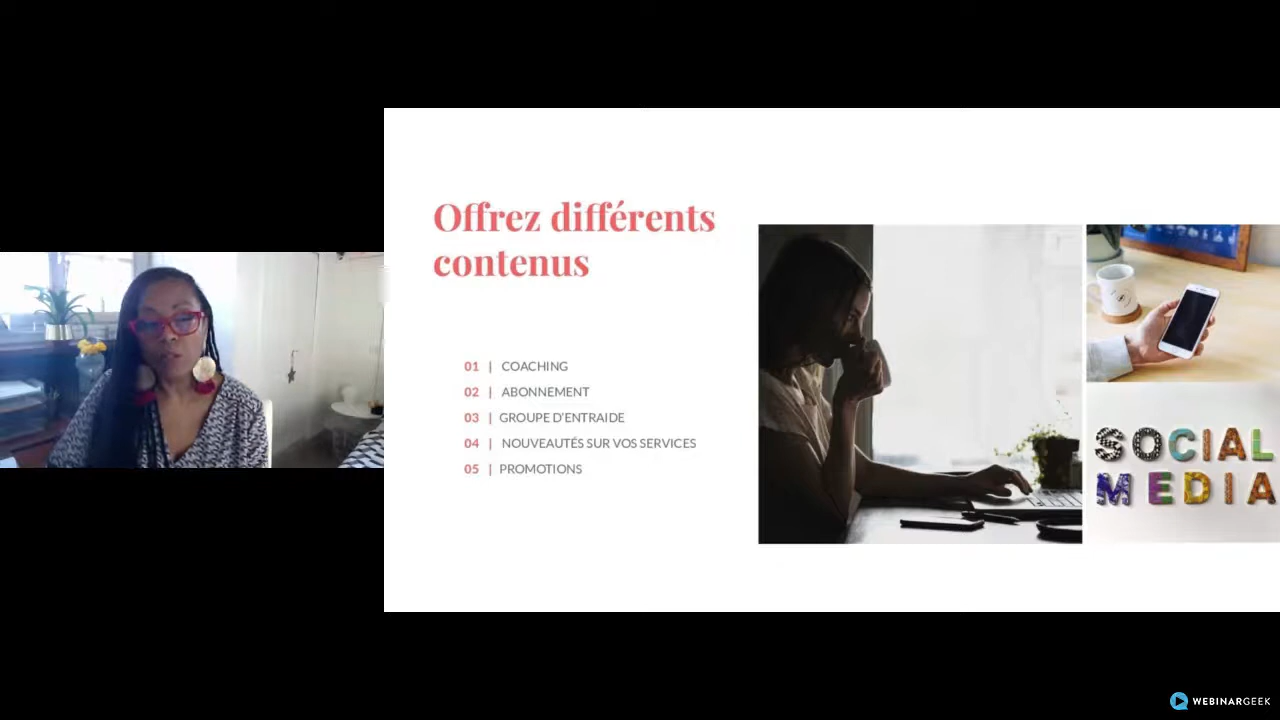 Offrez différents
contenus
01 | COACHING
02 | ABONNEMENT
03 | GROUPE D'ENTRAIDE
04 | NOUVEAUTÉS SUR VOS SERVICES
05 | PROMOTIONS
SOCIAL
MEDIA
WEBINARGEEK